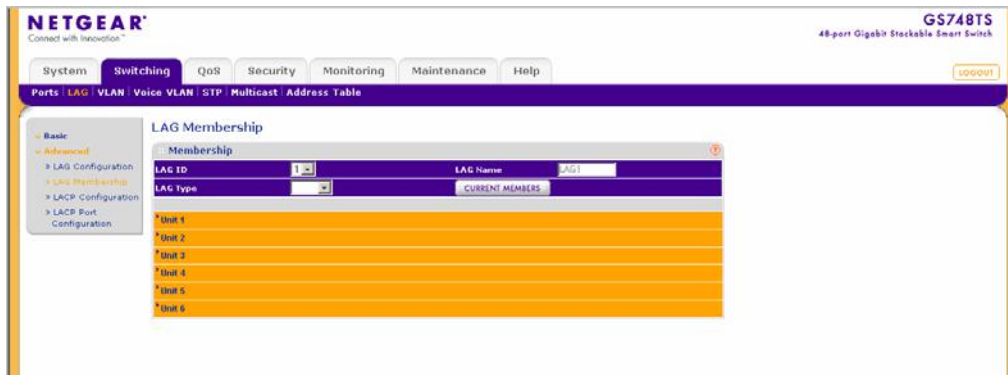 NETGEAR
Connect with Innovation™
GS748TS
48-port Gigabit Stackable Smart Switch
System Switching QoS Security Monitoring Maintenance Help
LOGOUT
Ports LAG VLAN Voice VLAN STP Multicast Address Table
Basic
Advanced
LAG Configuration
LAG Membership
LACP Configuration
LACP Port
Configuration
LAG Membership
Membership
LAG ID 1 LAG Name LAG1
LAG Type CURRENT MEMBERS
Unit 1
Unit 2
Unit 3
Unit 4
Unit 5
Unit 6